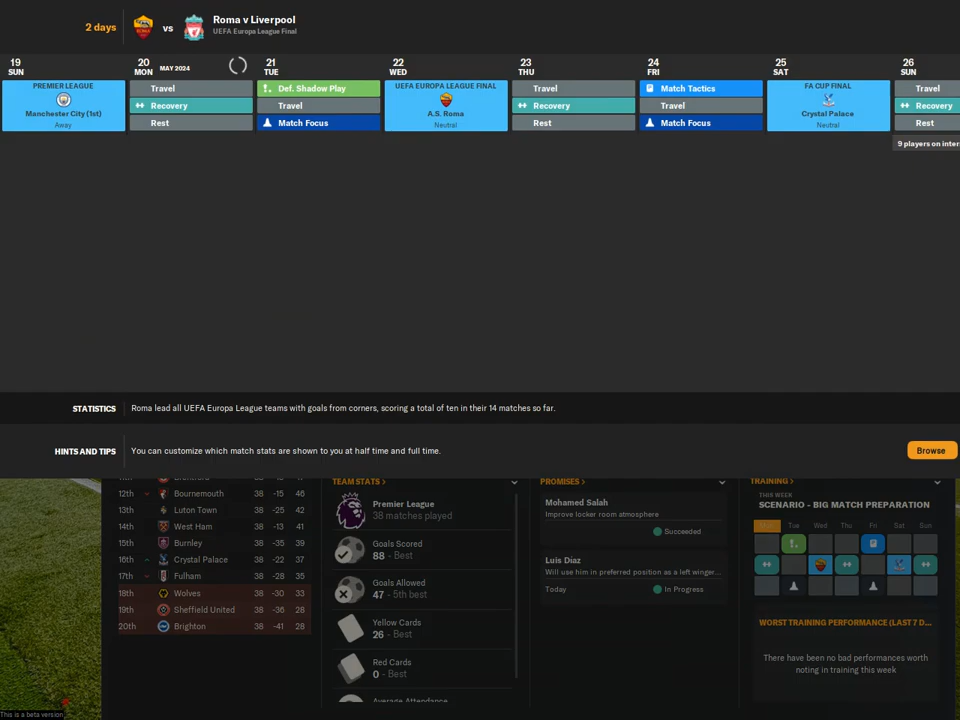 2 days
vs
Roma v Liverpool
UEFA Europa League Final
19
SUN
20
MON
MAY 2024
21
TUE
22
WED
23
THU
24
FRI
25
SAT
26
SUN
PREMIER LEAGUE
Manchester City (1st)
Away
Travel
Recovery
Rest
Def. Shadow Play
Travel
Match Focus
UEFA EUROPA LEAGUE FINAL
A.S. Roma
Neutral
Travel
Recovery
Rest
Match Tactics
Travel
Match Focus
FA CUP FINAL
Crystal Palace
Neutral
Travel
Recovery
Rest
9 players on inter
STATISTICS
Roma lead all UEFA Europa League teams with goals from corners, scoring a total of ten in their 14 matches so far.
HINTS AND TIPS
You can customize which match stats are shown to you at half time and full time.
Browse
12th Bournemouth 38 -15 46
13th Luton Town 38 -25 42
14th West Ham 38 -13 41
15th Burnley 38 -35 39
16th Crystal Palace 38 -22 37
17th Fulham 38 -28 35
18th Wolves 38 -30 33
19th Sheffield United 38 -36 28
20th Brighton 38 -41 28
TEAM STATS >
Premier League
38 matches played
Goals Scored
88 - Best
Goals Allowed
47 - 5th best
Yellow Cards
26 - Best
Red Cards
0 - Best
Average Attendance
PROMISES >
Mohamed Salah
Improve locker room atmosphere
Succeeded
Luis Díaz
Will use him in preferred position as a left winger...
Today
In Progress
TRAINING >
THIS WEEK
SCENARIO - BIG MATCH PREPARATION
Mon Tue Wed Thu Fri Sat Sun
WORST TRAINING PERFORMANCE (LAST 7 D...
There have been no bad performances worth
noting in training this week
This is a beta version